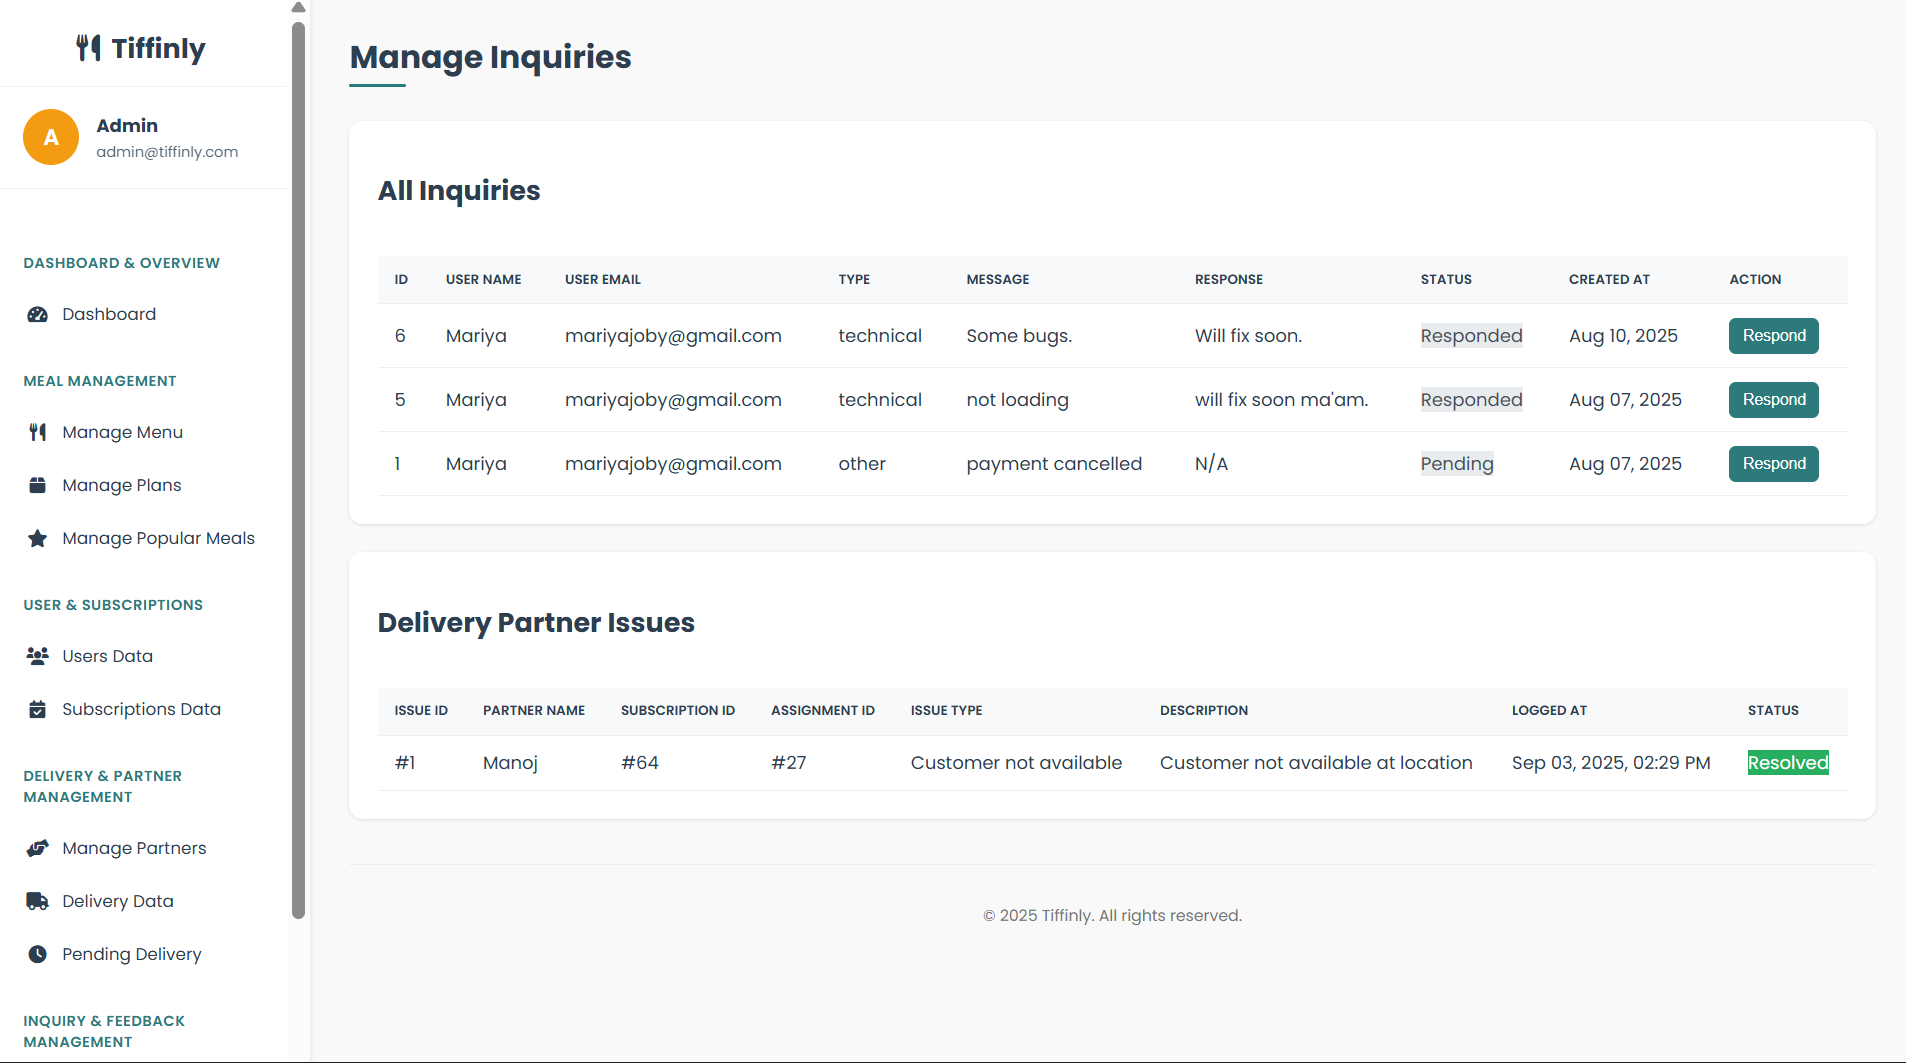 Tiffinly
A
Admin
admin@tiffinly.com
DASHBOARD & OVERVIEW
Dashboard
MEAL MANAGEMENT
Manage Menu
Manage Plans
Manage Popular Meals
USER & SUBSCRIPTIONS
Users Data
Subscriptions Data
DELIVERY & PARTNER
MANAGEMENT
Manage Partners
Delivery Data
Pending Delivery
INQUIRY & FEEDBACK
MANAGEMENT
Manage Inquiries
All Inquiries
ID USER NAME USER EMAIL TYPE MESSAGE RESPONSE STATUS CREATED AT ACTION
6 Mariya mariyajoby@gmail.com technical Some bugs. Will fix soon. Responded Aug 10, 2025 Respond
5 Mariya mariyajoby@gmail.com technical not loading will fix soon ma'am. Responded Aug 07, 2025 Respond
1 Mariya mariyajoby@gmail.com other payment cancelled N/A Pending Aug 07, 2025 Respond
Delivery Partner Issues
ISSUE ID PARTNER NAME SUBSCRIPTION ID ASSIGNMENT ID ISSUE TYPE DESCRIPTION LOGGED AT STATUS
#1 Manoj #64 #27 Customer not available Customer not available at location Sep 03, 2025, 02:29 PM Resolved
© 2025 Tiffinly. All rights reserved.